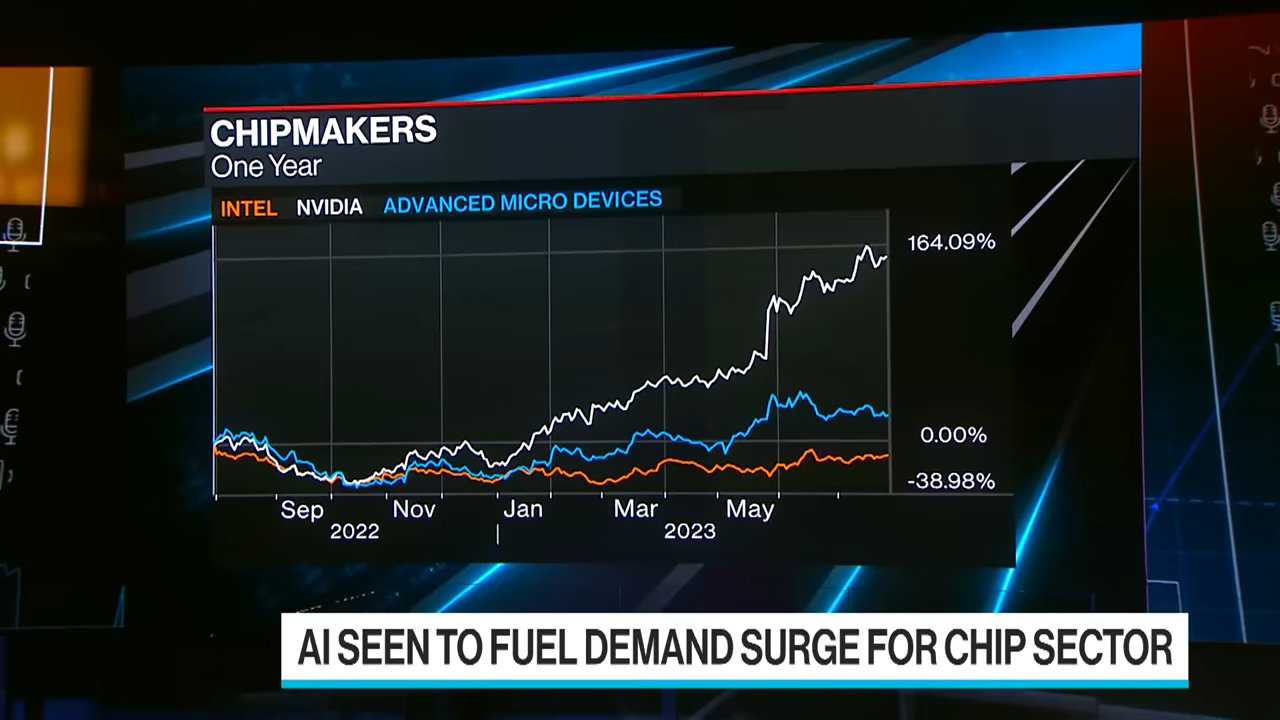 CHIPMAKERS
One Year
INTEL NVIDIA ADVANCED MICRO DEVICES
164.09%
0.00%
-38.98%
Sep Nov Jan Mar May
2022 2023
AI SEEN TO FUEL DEMAND SURGE FOR CHIP SECTOR